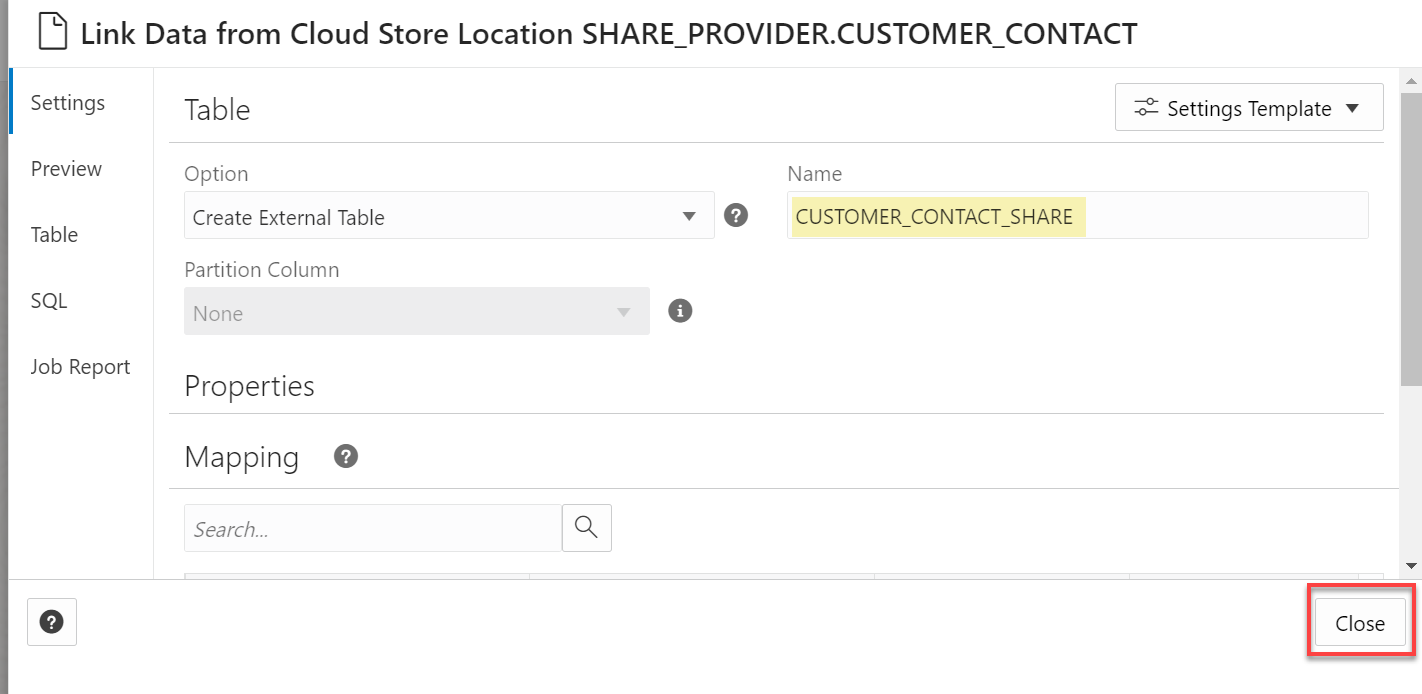 Link Data from Cloud Store Location SHARE_PROVIDER.CUSTOMER_CONTACT
Settings
Preview
Table
SQL
Job Report
Table
Settings Template
Option
Name
Create External Table
?
CUSTOMER_CONTACT_SHARE
Partition Column
None
i
Properties
Mapping ?
Search...
?
Close